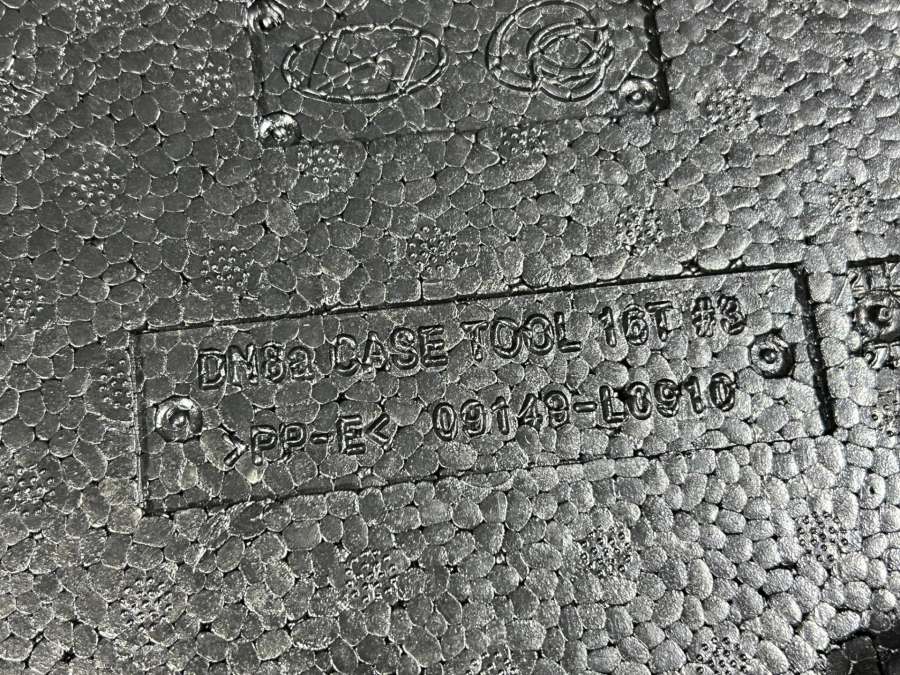 DN8a CASE TOOL 16T #3
>PP-E< 09149-L3910